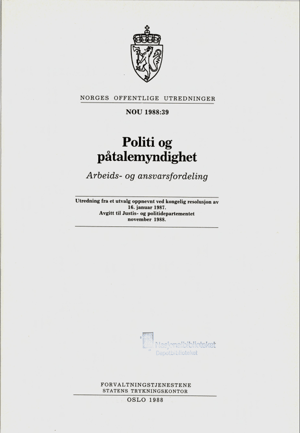 NORGES OFFENTLIGE UTREDNINGER
NOU 1988:39
Politi og
påtalemyndighet
Arbeids- og ansvarsfordeling
Utredning fra et utvalg oppnevnt ved kongelig resolusjon av
16. januar 1987.
Avgitt til Justis- og politidepartementet
november 1988.
Nasjonalbiblioteket
FORVALTNINGSTJENESTENE
STATENS TRYKNINGSKONTOR
OSLO 1988